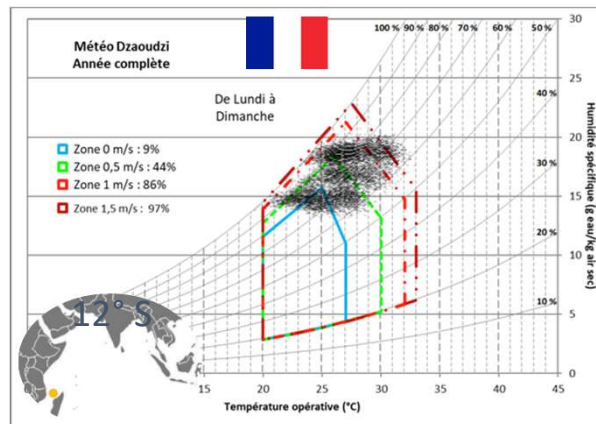 Météo Dzaoudzi
Année complète
De Lundi à
Dimanche
Zone 0 m/s : 9%
Zone 0,5 m/s : 44%
Zone 1 m/s : 86%
Zone 1,5 m/s : 97%
100 % 90 % 80 % 70 % 60 % 50 %
40 %
30 %
20 %
10 %
30
25
20
15
10
5
0
Humidité spécifique (g eau/kg air sec)
12° S
15 20 25 30 35 40 45
Température opérative (°C)